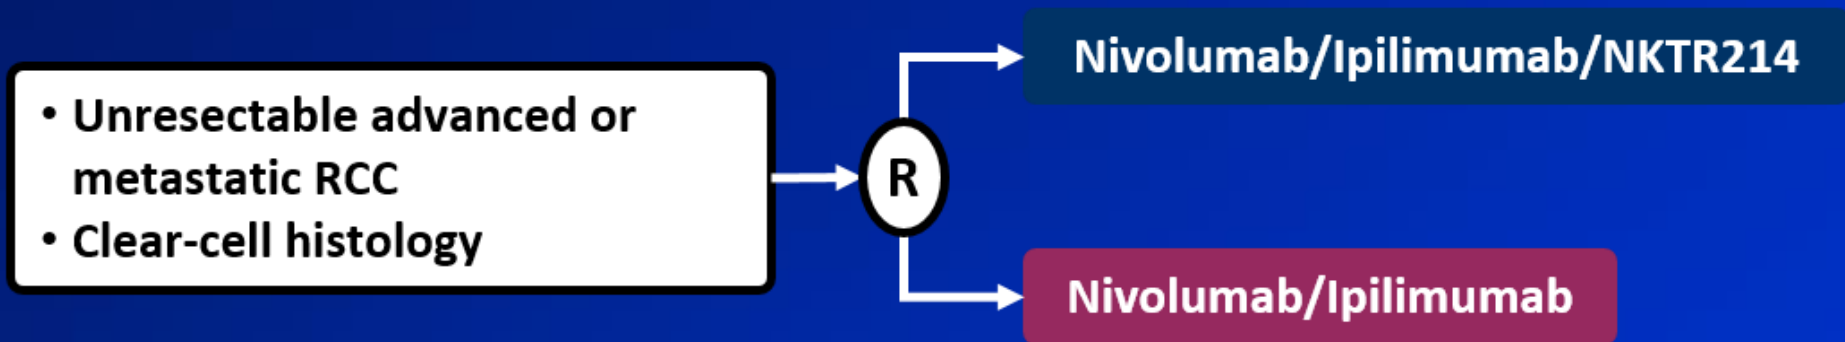 • Unresectable advanced or
metastatic RCC
• Clear-cell histology
R
Nivolumab/Ipilimumab/NKTR214
Nivolumab/Ipilimumab